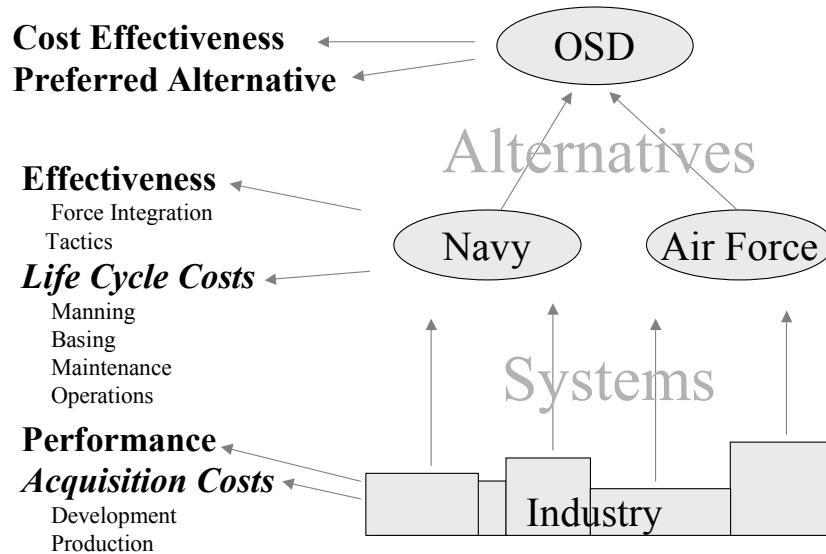 Cost Effectiveness
Preferred Alternative
OSD
Alternatives
Effectiveness
Force Integration
Tactics
Navy
Air Force
Life Cycle Costs
Manning
Basing
Maintenance
Operations
Systems
Performance
Acquisition Costs
Development
Production
Industry